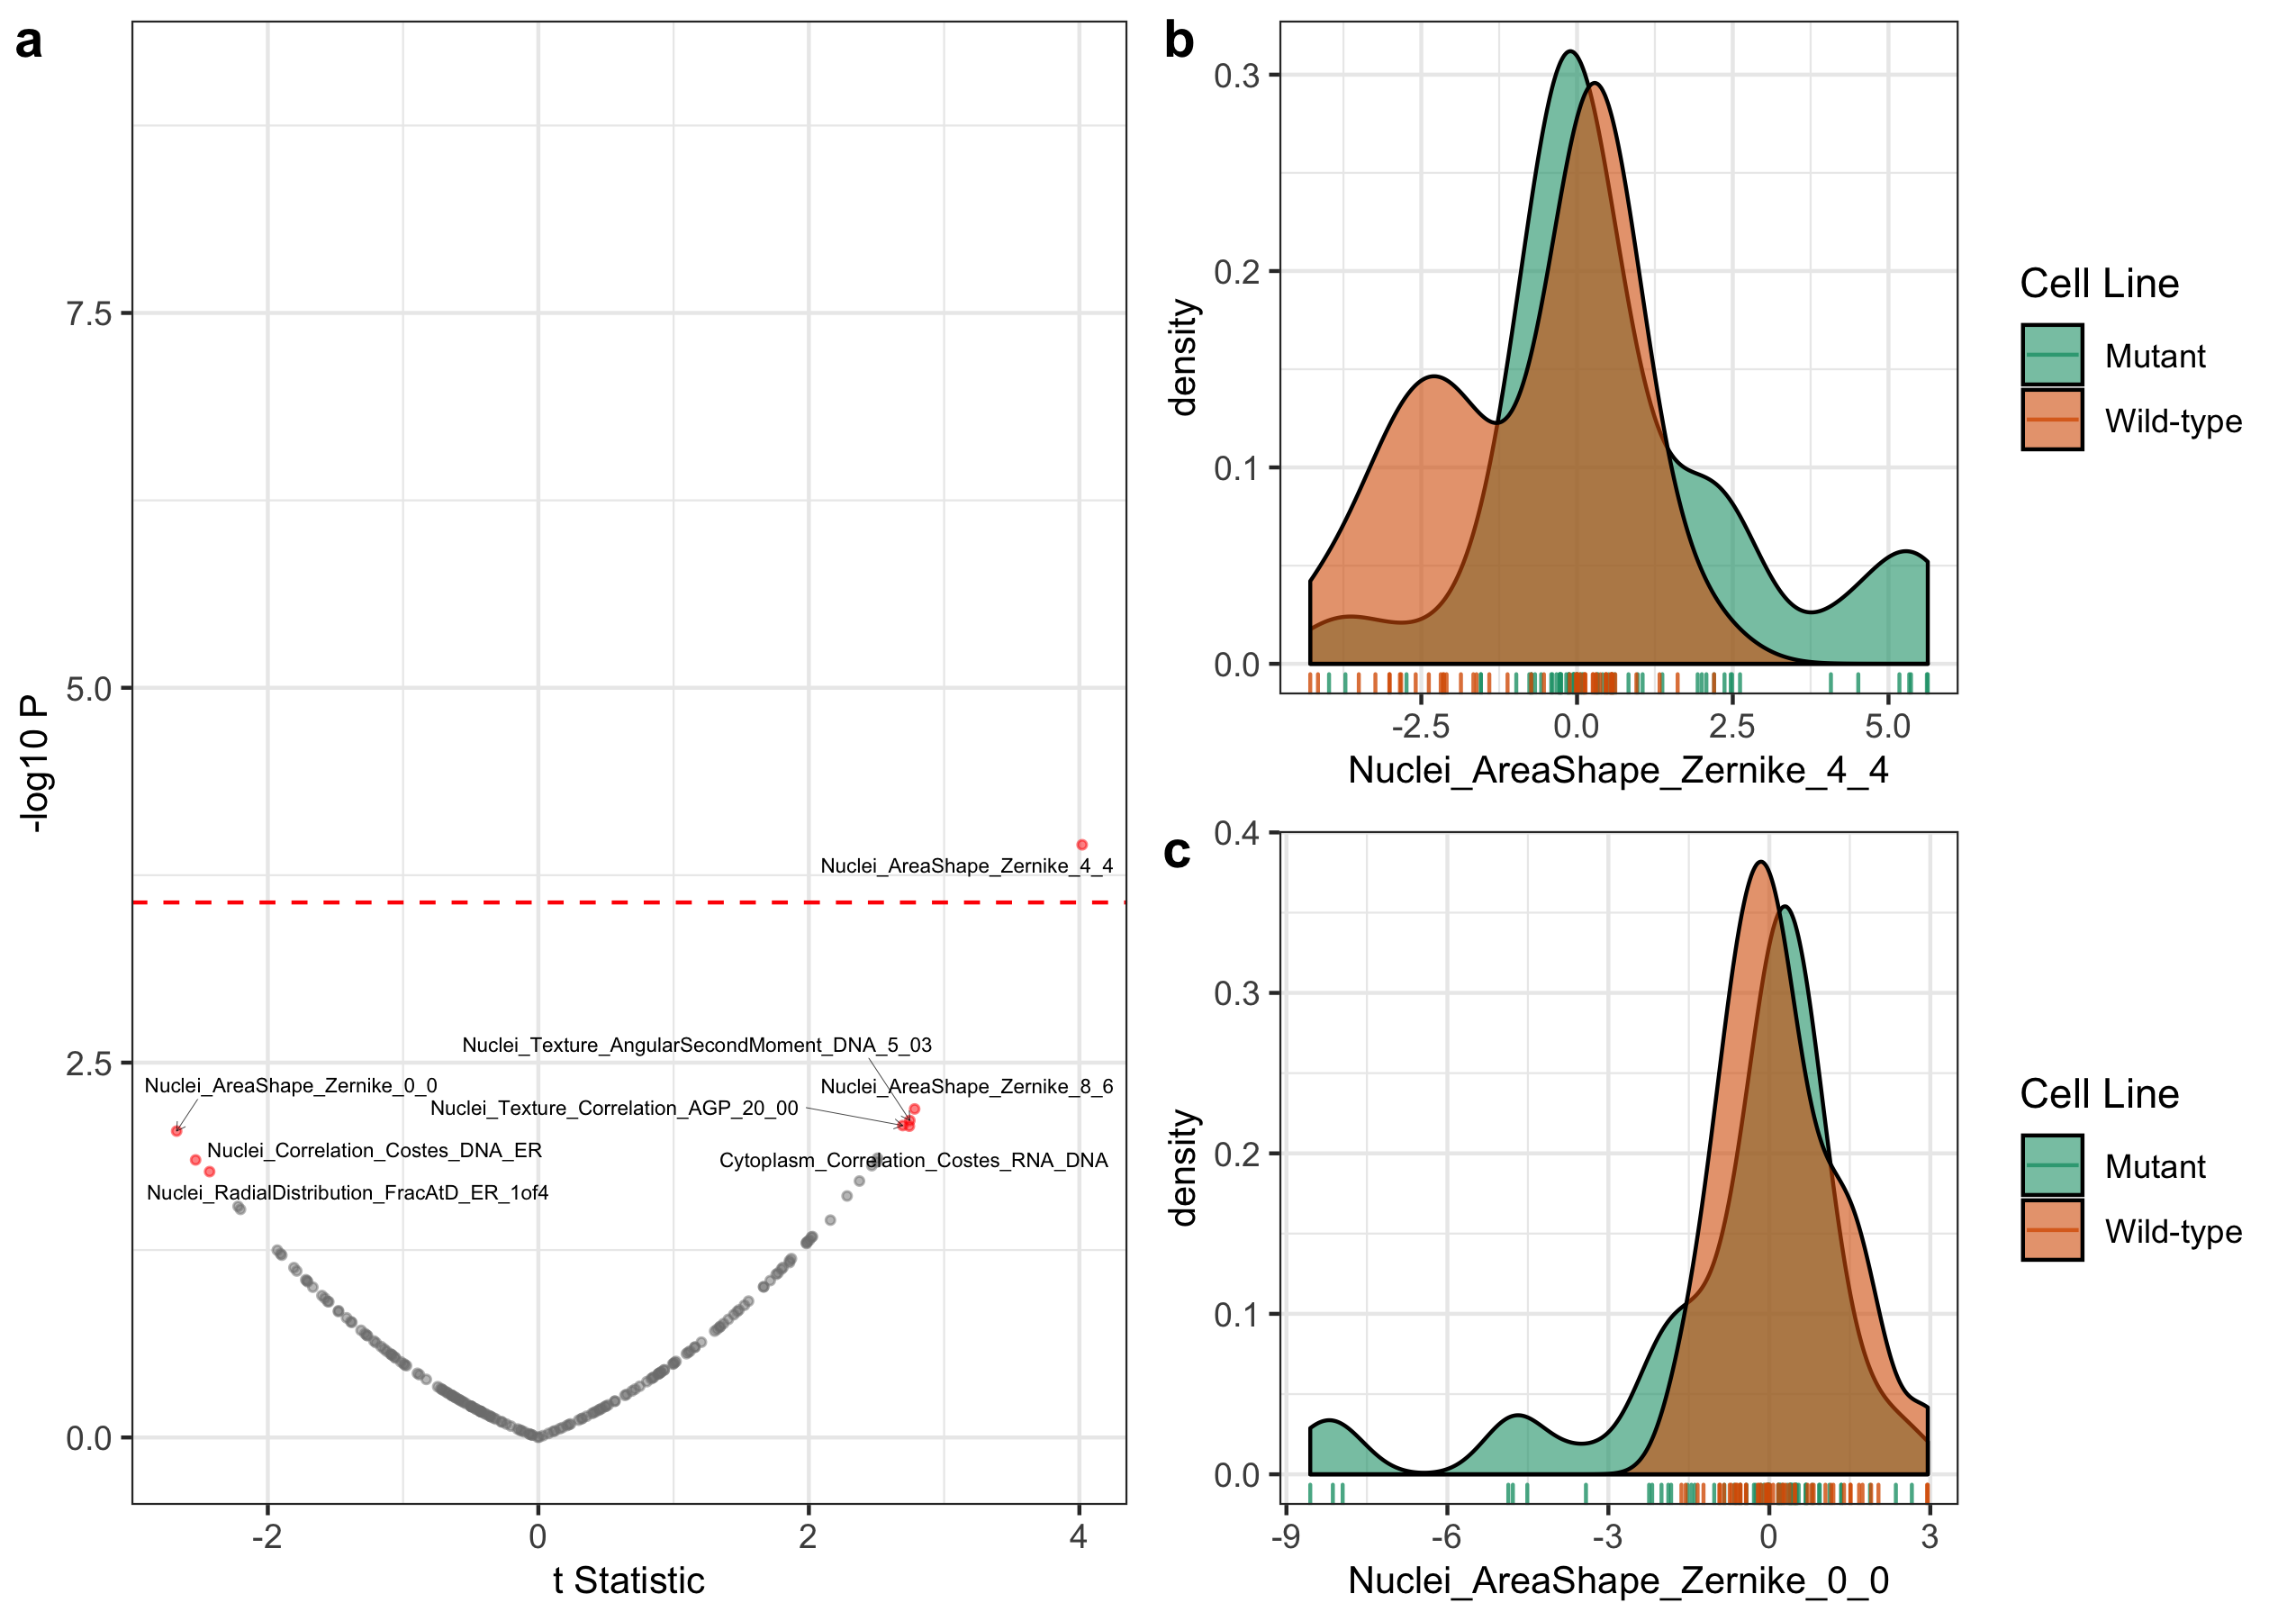 a
7.5
5.0
2.5
0.0
-log10 P
Nuclei_AreaShape_Zernike_4_4
Nuclei_Texture_AngularSecondMoment_DNA_5_03
Nuclei_AreaShape_Zernike_0_0
Nuclei_AreaShape_Zernike_8_6
Nuclei_Texture_Correlation_AGP_20_00
Nuclei_Correlation_Costes_DNA_ER
Cytoplasm_Correlation_Costes_RNA_DNA
Nuclei_RadialDistribution_FracAtD_ER_1of4
-2 0 2 4
t Statistic
b
0.3
0.2
0.1
0.0
density
-2.5 0.0 2.5 5.0
Nuclei_AreaShape_Zernike_4_4
Cell Line
Mutant
Wild-type
c
0.4
0.3
0.2
0.1
0.0
density
-9 -6 -3 0 3
Nuclei_AreaShape_Zernike_0_0
Cell Line
Mutant
Wild-type